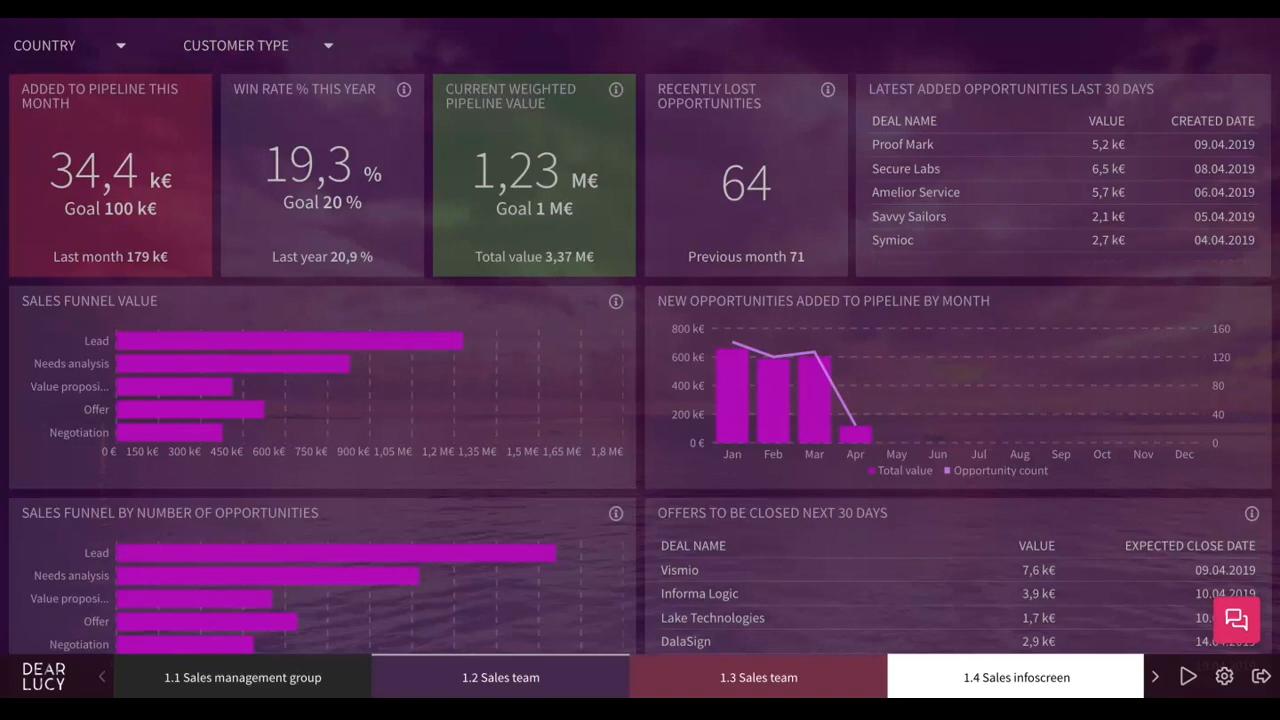 COUNTRY
CUSTOMER TYPE
ADDED TO PIPELINE THIS
MONTH
34,4 k€
Goal 100 k€
Last month 179 k€
WIN RATE % THIS YEAR
19,3 %
Goal 20 %
Last year 20,9 %
CURRENT WEIGHTED
PIPELINE VALUE
1,23 M€
Goal 1 M€
Total value 3,37 M€
RECENTLY LOST
OPPORTUNITIES
64
Previous month 71
LATEST ADDED OPPORTUNITIES LAST 30 DAYS
DEAL NAME VALUE CREATED DATE
Proof Mark 5,2 k€ 09.04.2019
Secure Labs 6,5 k€ 08.04.2019
Amelior Service 5,7 k€ 06.04.2019
Savvy Sailors 2,1 k€ 05.04.2019
Symioc 2,7 k€ 04.04.2019
SALES FUNNEL VALUE
Lead
Needs analysis
Value proposi...
Offer
Negotiation
0 € 150 k€ 300 k€ 450 k€ 600 k€ 750 k€ 900 k€ 1,05 M€ 1,2 M€ 1,35 M€ 1,5 M€ 1,65 M€ 1,8 M€
NEW OPPORTUNITIES ADDED TO PIPELINE BY MONTH
800 k€ 160
600 k€ 120
400 k€ 80
200 k€ 40
0 € 0
Jan Feb Mar Apr May Jun Jul Aug Sep Oct Nov Dec
Total value Opportunity count
SALES FUNNEL BY NUMBER OF OPPORTUNITIES
Lead
Needs analysis
Value proposi...
Offer
Negotiation
OFFERS TO BE CLOSED NEXT 30 DAYS
DEAL NAME VALUE EXPECTED CLOSE DATE
Vismio 7,6 k€ 09.04.2019
Informa Logic 3,9 k€ 10.04.2019
Lake Technologies 1,7 k€ 10.
DalaSign 2,9 k€ 14.
DEAR
LUCY
1.1 Sales management group
1.2 Sales team
1.3 Sales team
1.4 Sales infoscreen